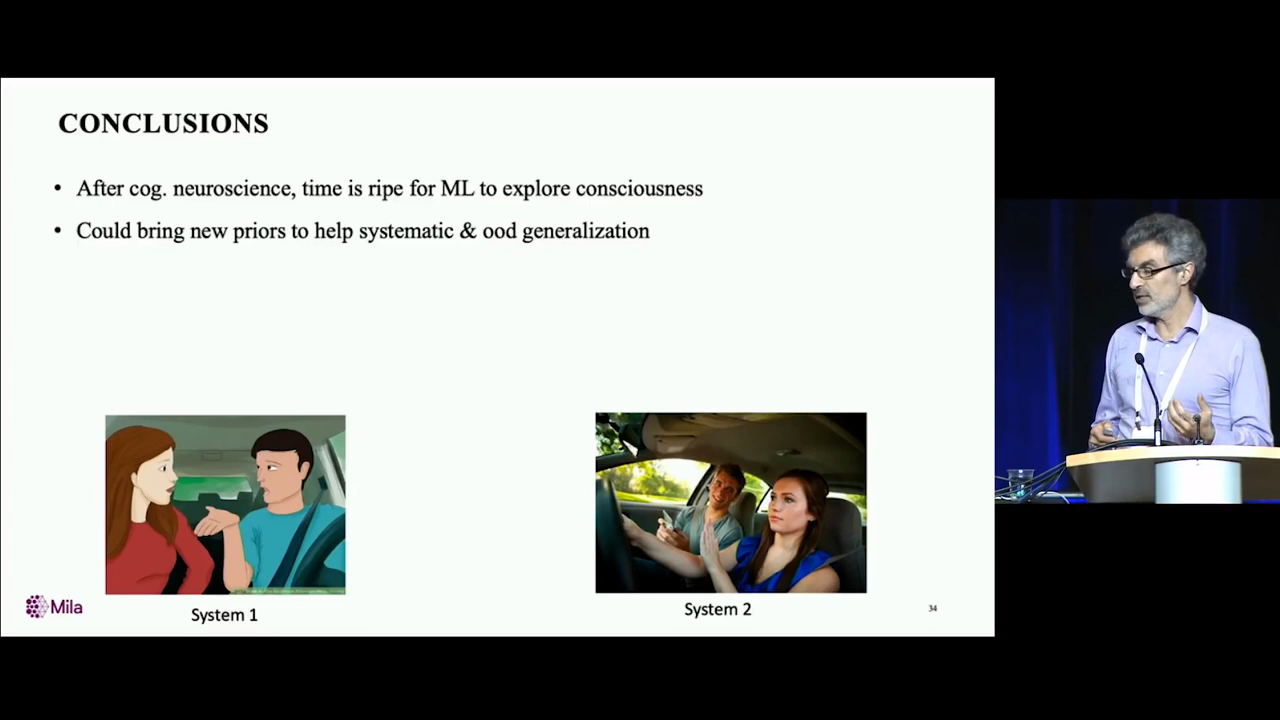 CONCLUSIONS
• After cog. neuroscience, time is ripe for ML to explore consciousness
• Could bring new priors to help systematic & ood generalization
Mila
System 1
System 2
34